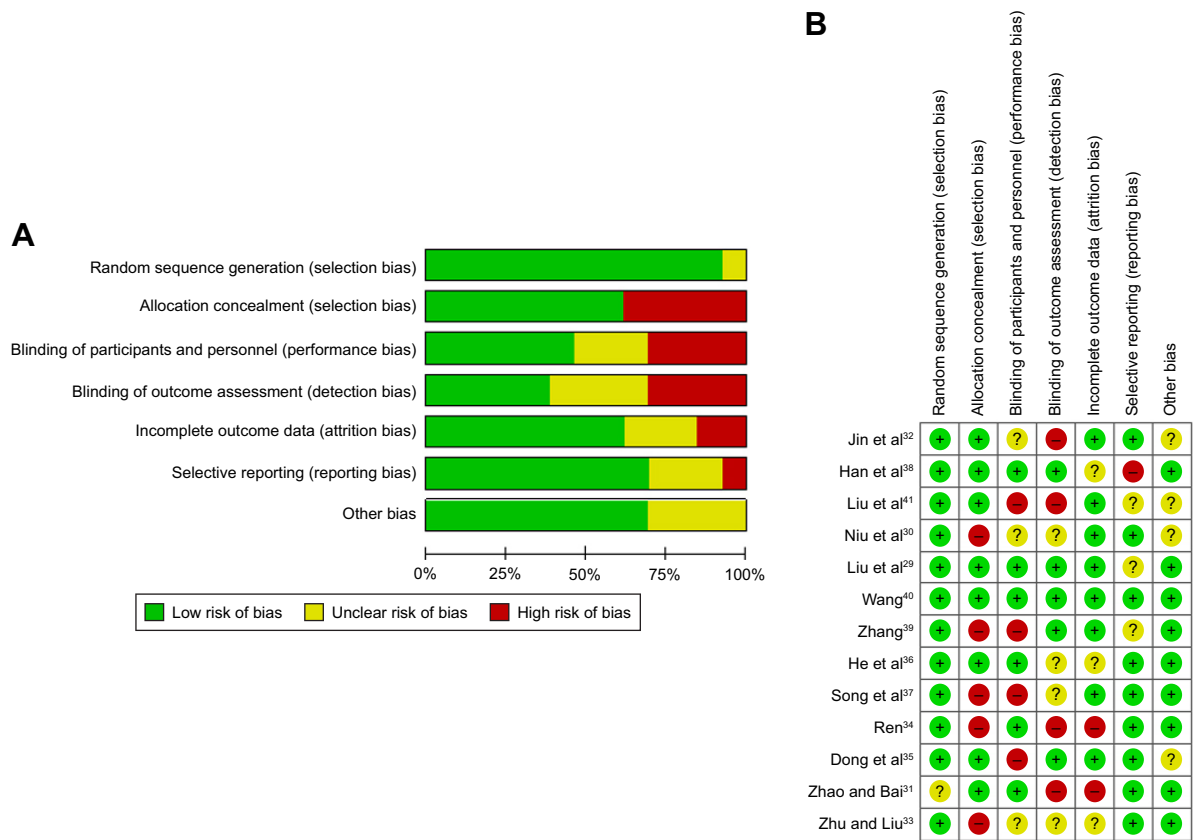 A
Random sequence generation (selection bias)
Allocation concealment (selection bias)
Blinding of participants and personnel (performance bias)
Blinding of outcome assessment (detection bias)
Incomplete outcome data (attrition bias)
Selective reporting (reporting bias)
Other bias
0% 25% 50% 75% 100%
Low risk of bias Unclear risk of bias High risk of bias
B
Random sequence generation (selection bias)
Allocation concealment (selection bias)
Blinding of participants and personnel (performance bias)
Blinding of outcome assessment (detection bias)
Incomplete outcome data (attrition bias)
Selective reporting (reporting bias)
Other bias
Jin et al³² + + ? – + + ?
Han et al³⁸ + + + + ? – +
Liu et al⁴¹ + + – – + ? ?
Niu et al³⁰ + – ? ? + + ?
Liu et al²⁹ + + + + + ? +
Wang⁴⁰ + + + + + + +
Zhang³⁹ + – – + + ? +
He et al³⁶ + + + ? ? + +
Song et al³⁷ + – – ? + + +
Ren³⁴ + – + – – + +
Dong et al³⁵ + + – + + + ?
Zhao and Bai³¹ ? + + – – + +
Zhu and Liu³³ + – ? ? ? + +